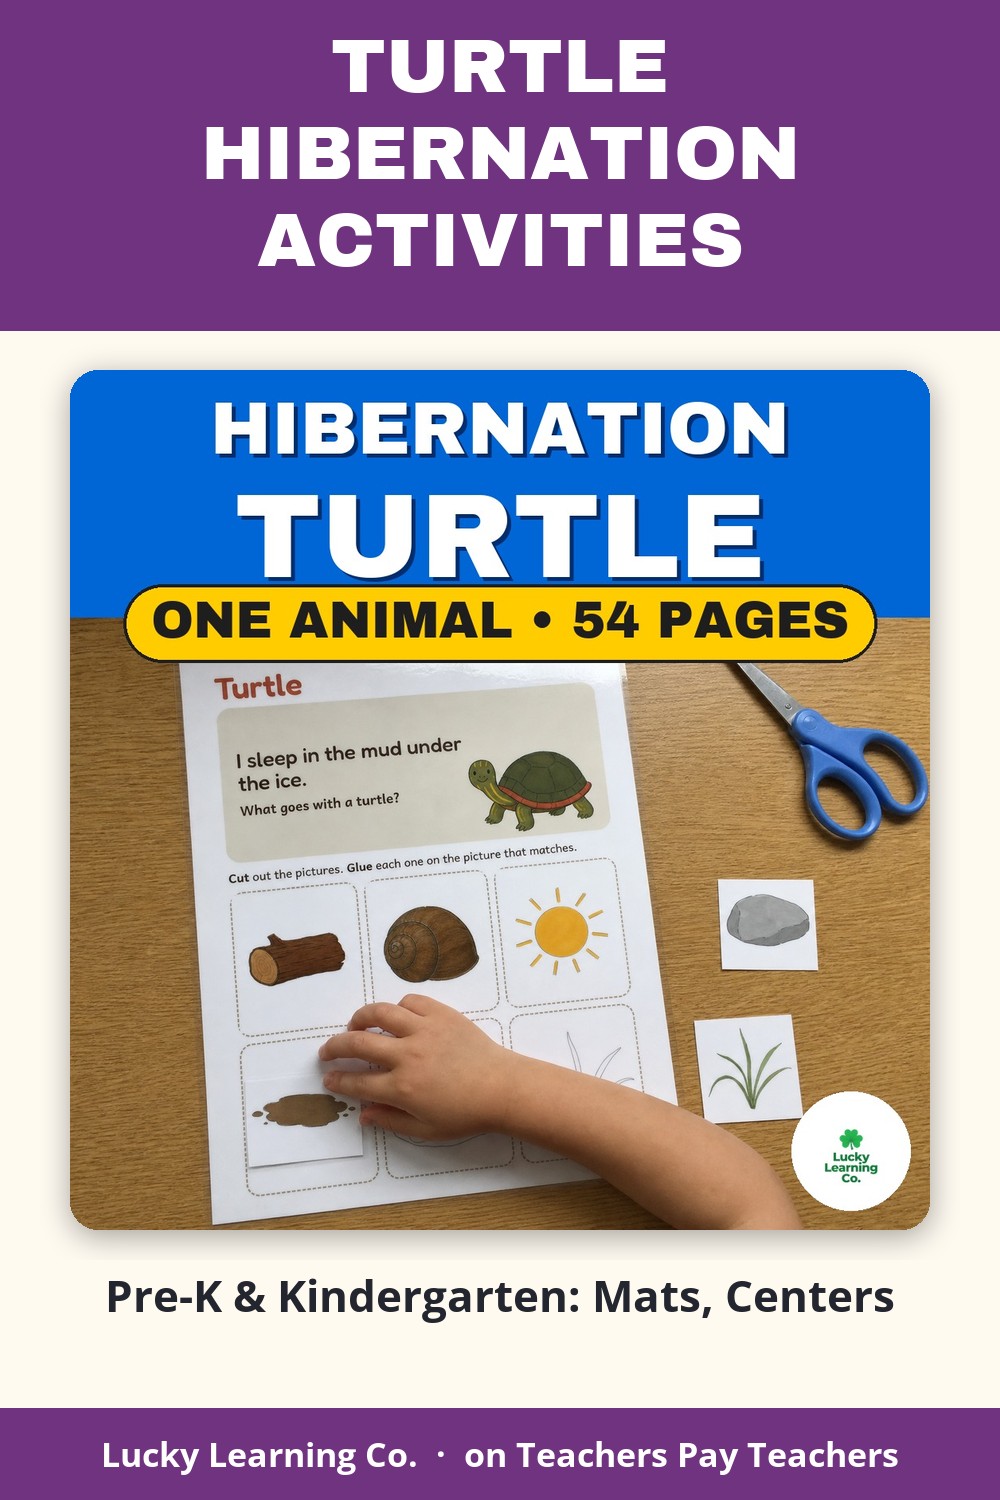 TURTLE
HIBERNATION
ACTIVITIES
HIBERNATION
TURTLE
ONE ANIMAL • 54 PAGES
Turtle
I sleep in the mud under
the ice.
What goes with a turtle?
Cut out the pictures. Glue each one on the picture that matches.
Lucky
Learning
Co.
Pre-K & Kindergarten: Mats, Centers
Lucky Learning Co. · on Teachers Pay Teachers